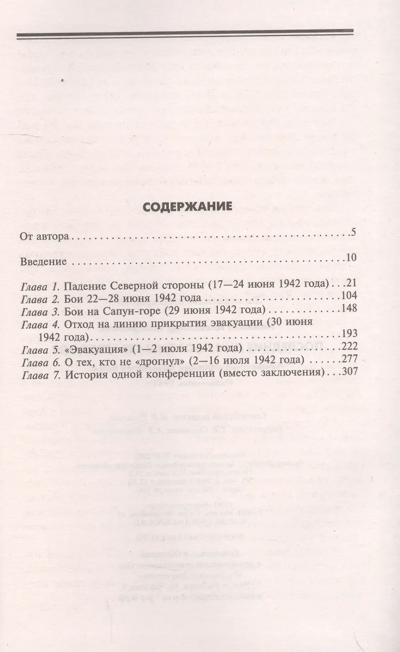 СОДЕРЖАНИЕ
От автора . . . . . . . . . . . . . . . . . . . . . . . . . . . . . . . . . . . . . . . . . . 5
Введение . . . . . . . . . . . . . . . . . . . . . . . . . . . . . . . . . . . . . . . . . 10
Глава 1. Падение Северной стороны (17—24 июня 1942 года). . . 21
Глава 2. Бои 22—28 июня 1942 года . . . . . . . . . . . . . . . . . . . . . 104
Глава 3. Бои на Сапун-горе (29 июня 1942 года) . . . . . . . . . . . 148
Глава 4. Отход на линию прикрытия эвакуации (30 июня
1942 года). . . . . . . . . . . . . . . . . . . . . . . . . . . . . . . . . . . . . . 193
Глава 5. «Эвакуация» (1—2 июля 1942 года) . . . . . . . . . . . . . . 222
Глава 6. О тех, кто не «дрогнул» (2—16 июля 1942 года) . . . . . 277
Глава 7. История одной конференции (вместо заключения) . . . 307